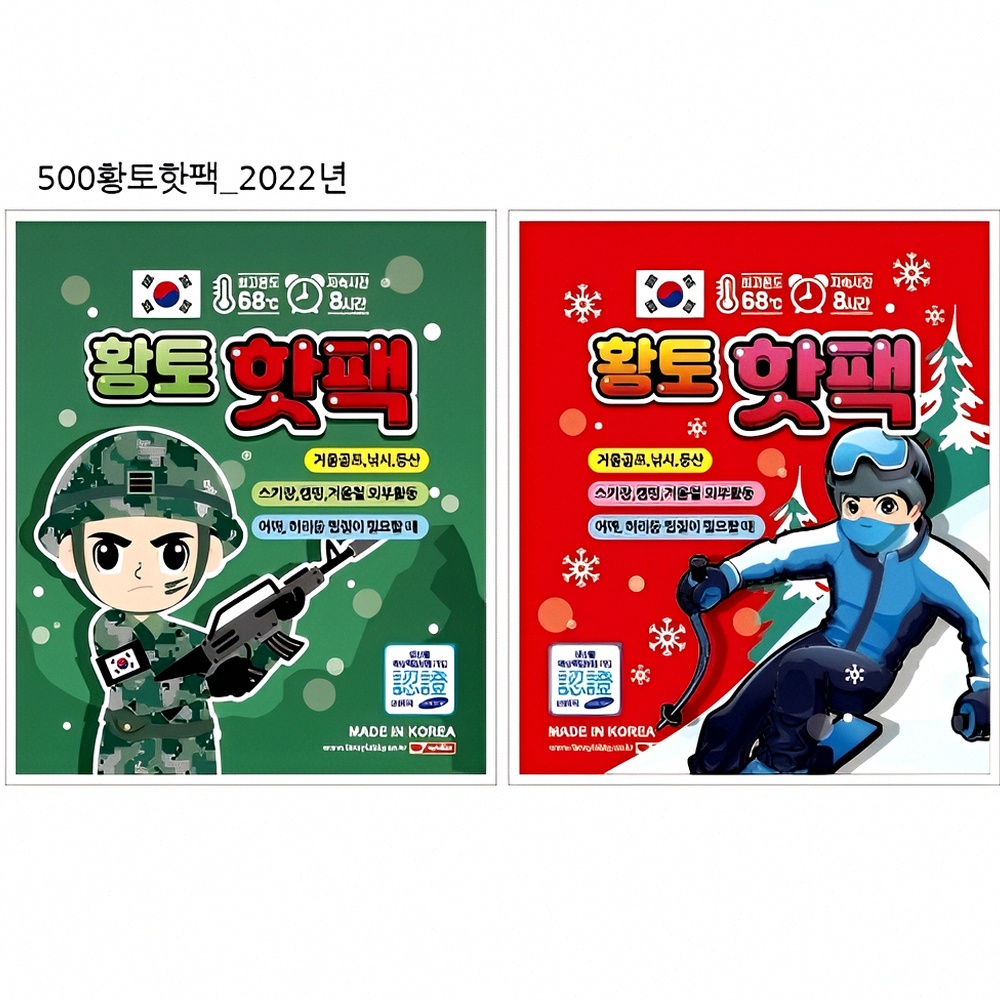 500황토핫팩_2022년
최고온도 지속시간
68℃ 8시간
황토 핫팩
겨울골프,낚시,등산
스키장,캠핑,겨울철 외부활동
어깨, 허리등 찜질이 필요할 때
認證
MADE IN KOREA
최고온도 지속시간
68℃ 8시간
황토 핫팩
겨울골프,낚시,등산
스키장,캠핑,겨울철 외부활동
어깨, 허리등 찜질이 필요할 때
認證
MADE IN KOREA